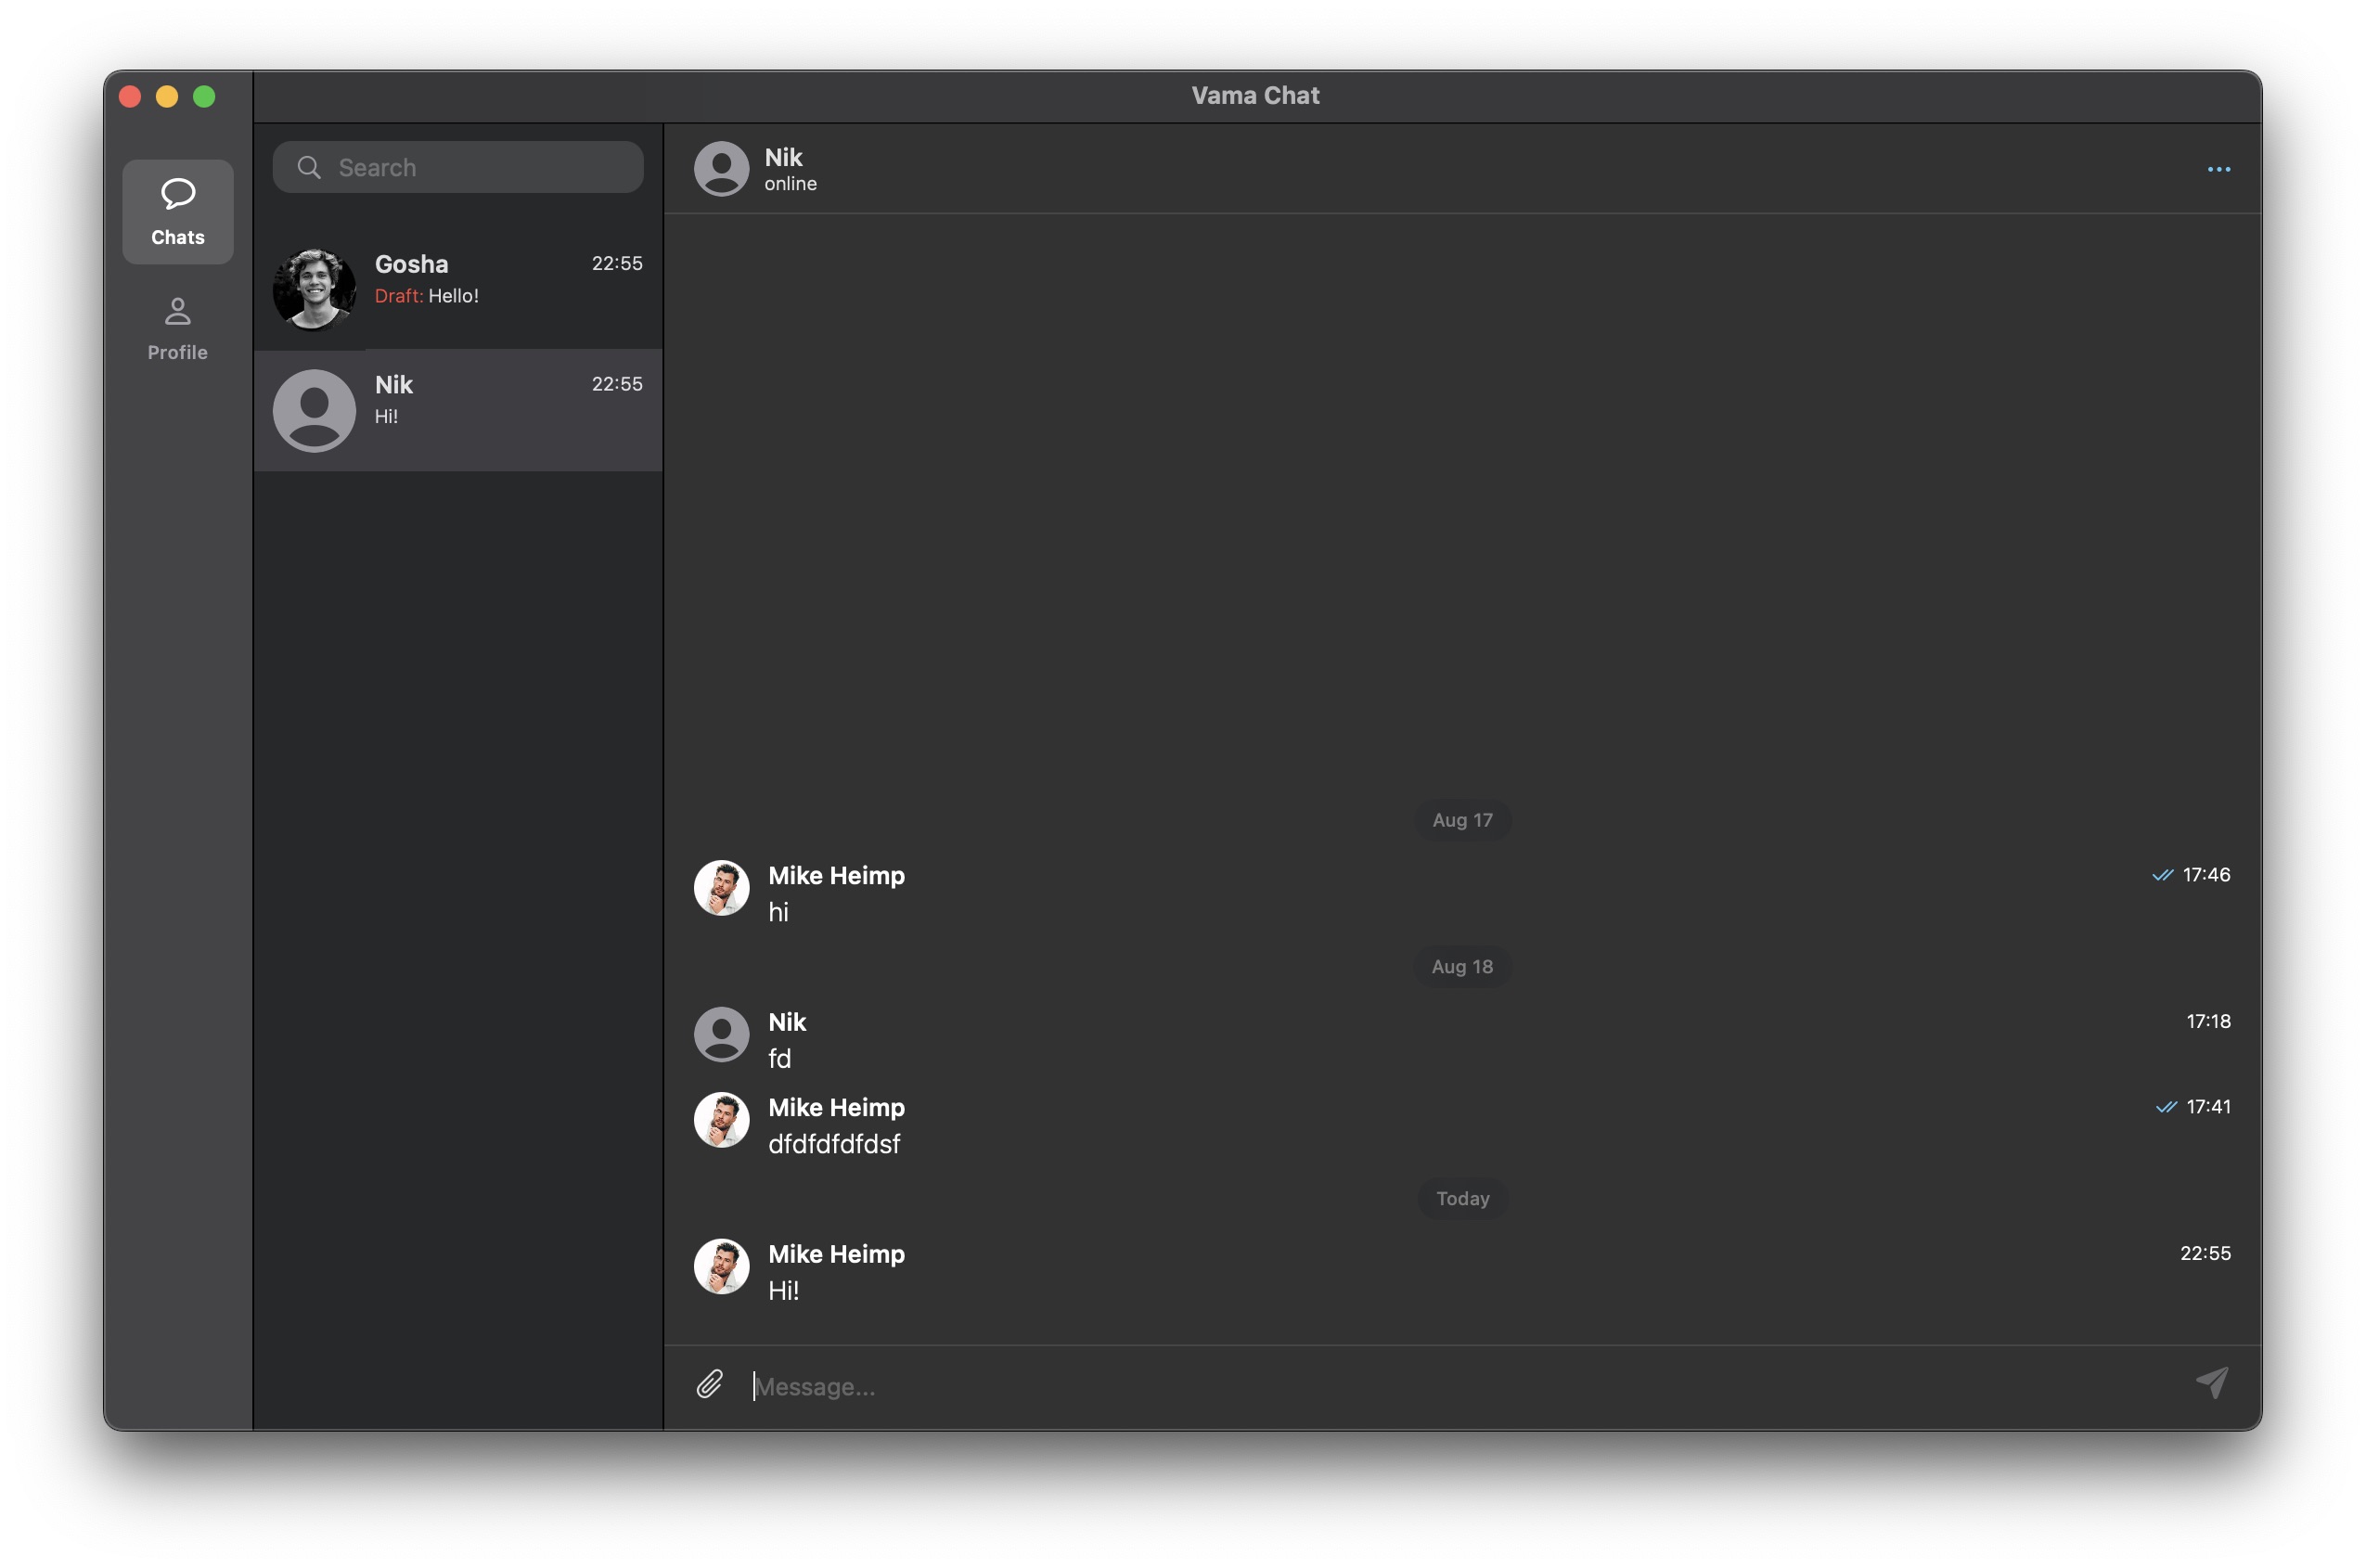 Vama Chat
Chats
Profile
Search
Gosha 22:55
Draft: Hello!
Nik 22:55
Hi!
Nik
online
Aug 17
Mike Heimp 17:46
hi
Aug 18
Nik 17:18
fd
Mike Heimp 17:41
dfdfdfdfdsf
Today
Mike Heimp 22:55
Hi!
Message...